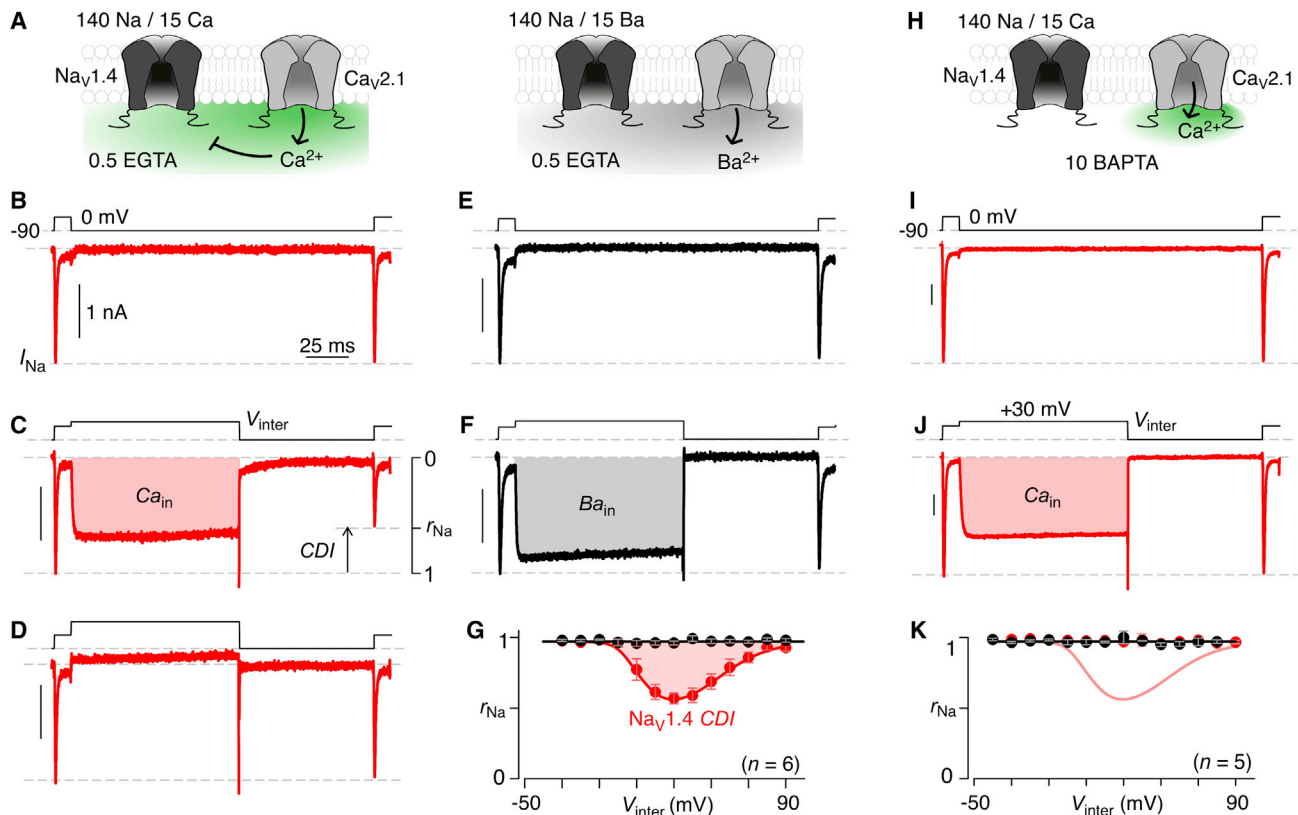 A
140 Na / 15 Ca
NaV1.4
CaV2.1
0.5 EGTA
Ca2+
140 Na / 15 Ba
0.5 EGTA
Ba2+
H
140 Na / 15 Ca
NaV1.4
CaV2.1
Ca2+
10 BAPTA
B
0 mV
-90
1 nA
25 ms
INa
E
I
0 mV
-90
C
Vinter
0
Cain
rNa
CDI
1
F
Vinter
Bain
J
+30 mV
Vinter
Cain
D
G
1
rNa
NaV1.4 CDI
0
(n = 6)
-50
Vinter (mV)
90
K
1
rNa
0
(n = 5)
-50
Vinter (mV)
90